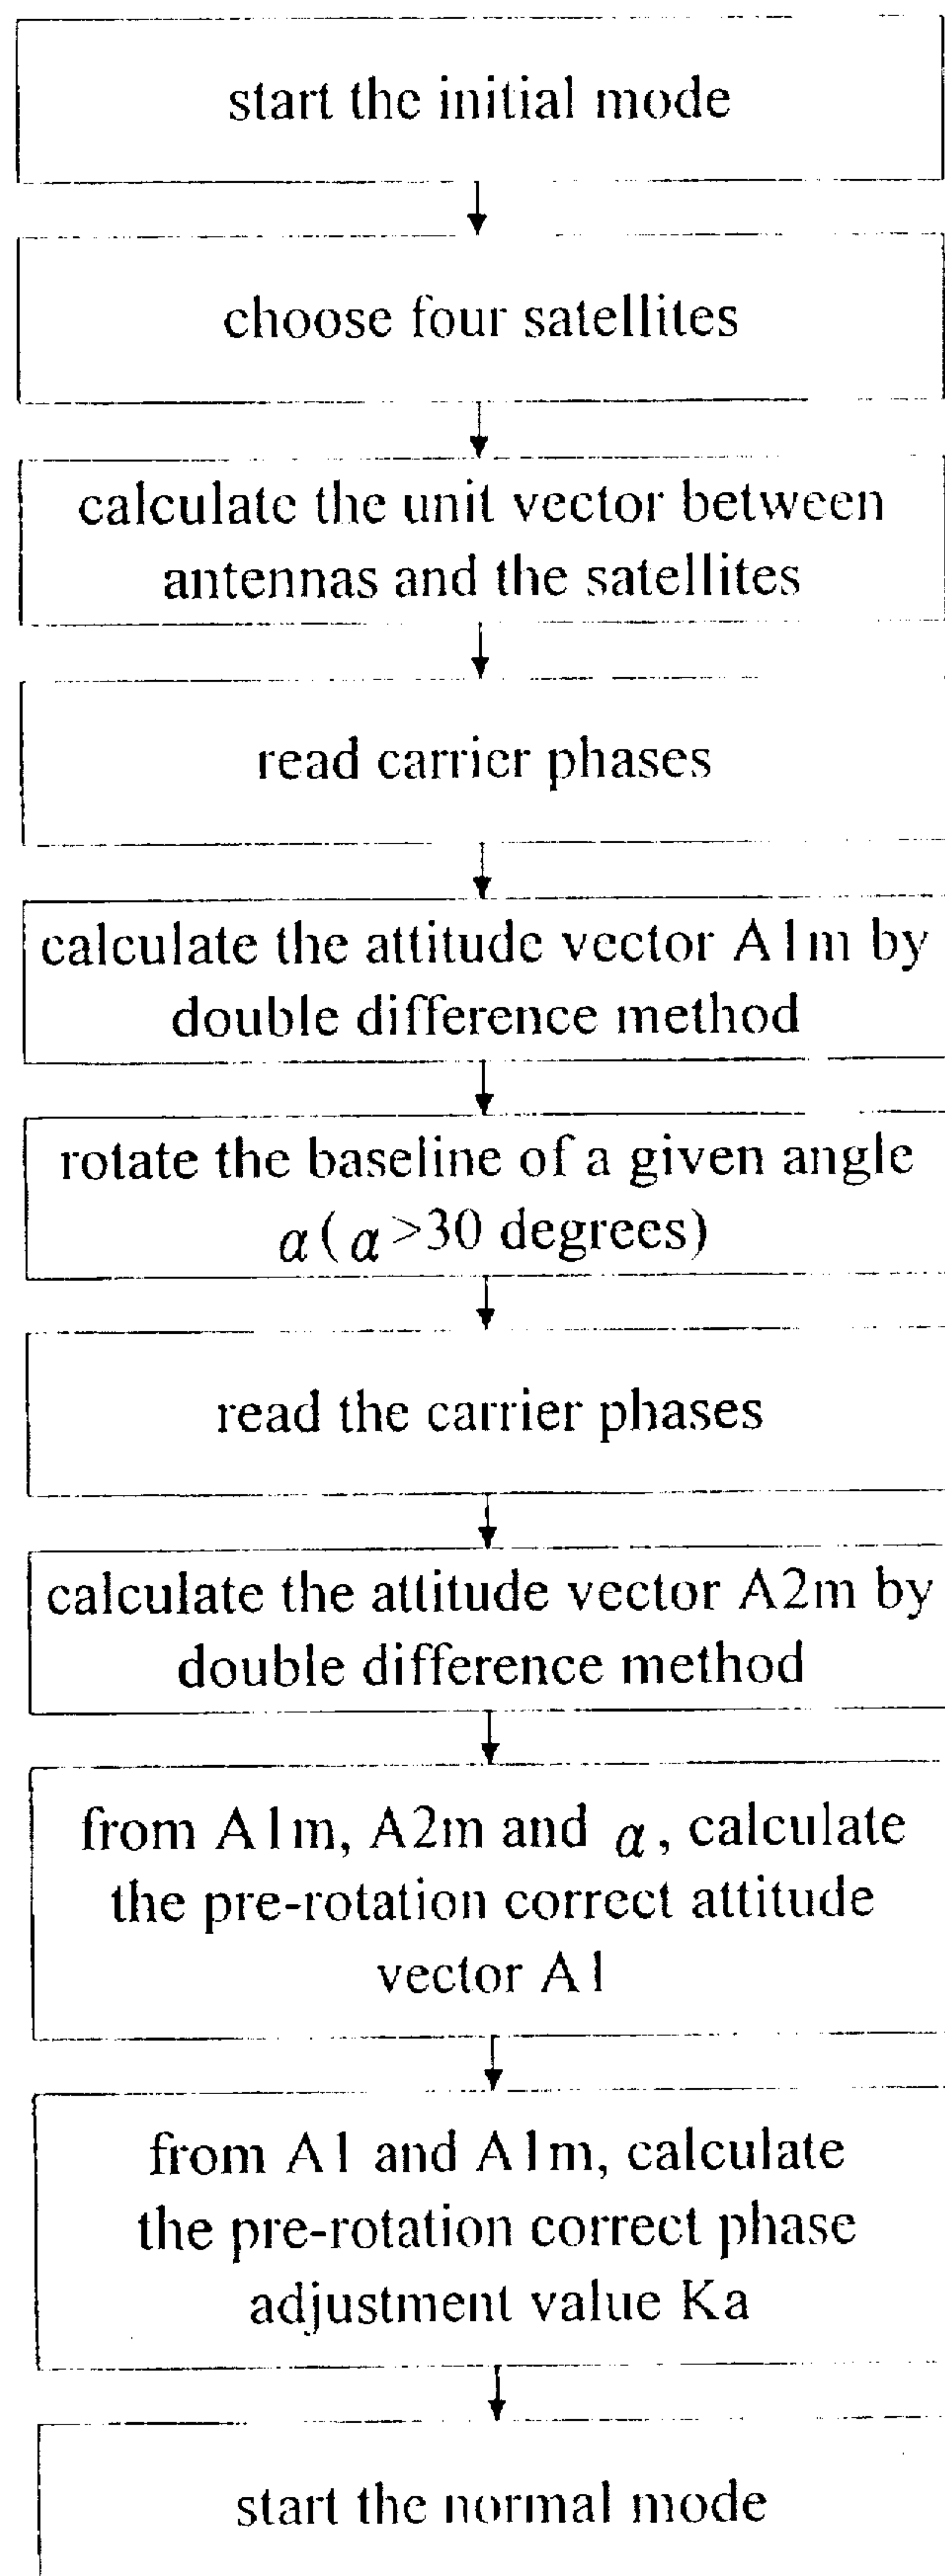 start the initial mode
choose four satellites
calculate the unit vector between
antennas and the satellites
read carrier phases
calculate the attitude vector A1m by
double difference method
rotate the baseline of a given angle
α(α>30 degrees)
read the carrier phases
calculate the attitude vector A2m by
double difference method
from A1m, A2m and α, calculate
the pre-rotation correct attitude
vector A1
from A1 and A1m, calculate
the pre-rotation correct phase
adjustment value Ka
start the normal mode